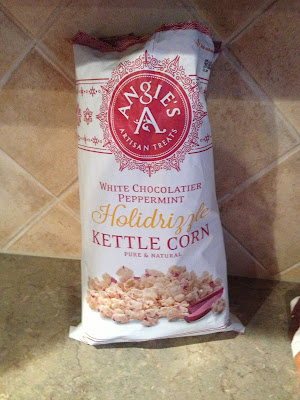 ANGIE'S
A
ARTISAN TREATS
WHITE CHOCOLATIER
PEPPERMINT
Holidrizzle
KETTLE CORN
PURE & NATURAL